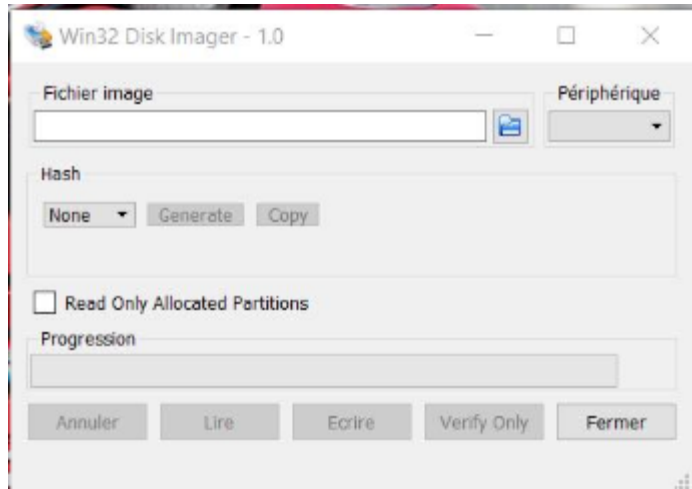 Win32 Disk Imager - 1.0
Fichier image
Périphérique
Hash
None
Generate
Copy
Read Only Allocated Partitions
Progression
Annuler
Lire
Ecrire
Verify Only
Fermer